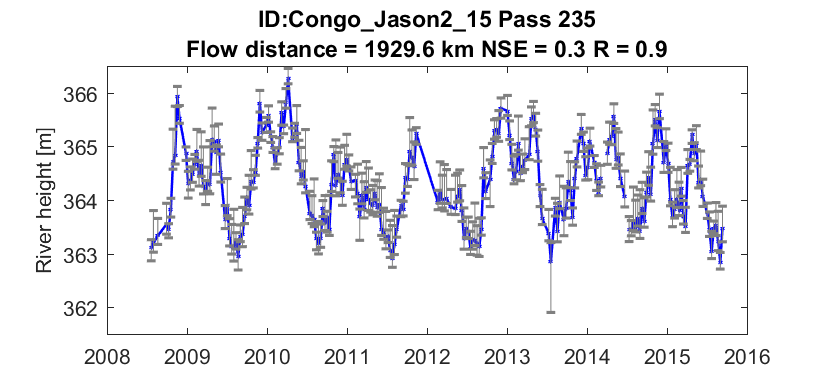 ID:Congo_Jason2_15 Pass 235
Flow distance = 1929.6 km NSE = 0.3 R = 0.9
River height [m]
366
365
364
363
362
2008 2009 2010 2011 2012 2013 2014 2015 2016